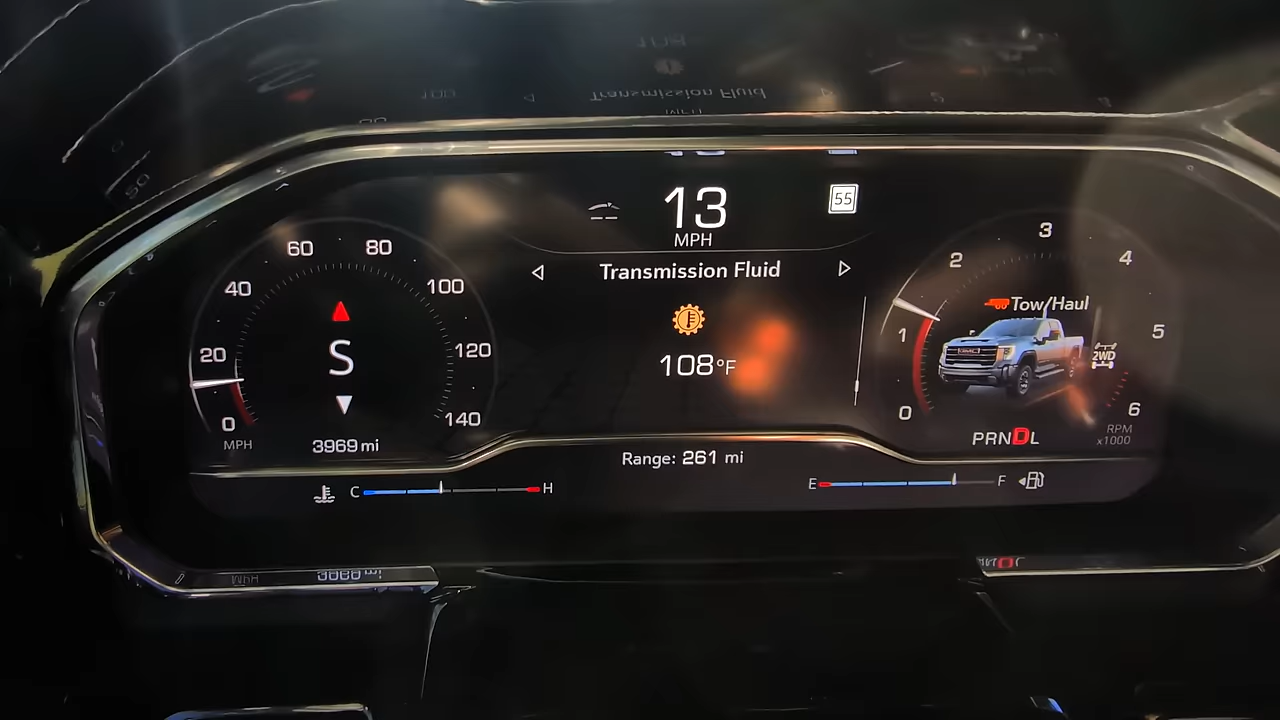 13
MPH
55
Transmission Fluid
108°F
60 80
40 100
20 120
0 140
MPH
S
3969 mi
3
2 4
1 5
0 6
Tow/Haul
GMC
2WD
PRNDL
RPM
x1000
Range: 261 mi
C H
E F